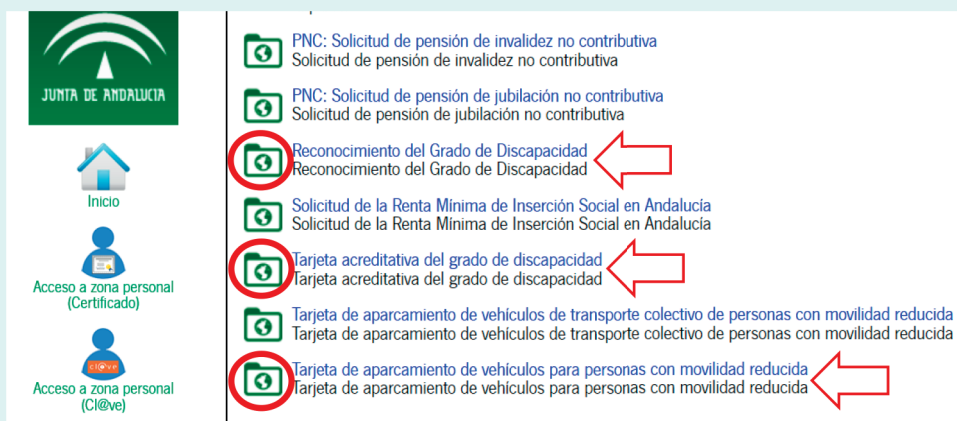 JUNTA DE ANDALUCIA
Inicio
Acceso a zona personal
(Certificado)
cl@ve
Acceso a zona personal
(Cl@ve)
PNC: Solicitud de pensión de invalidez no contributiva
Solicitud de pensión de invalidez no contributiva
PNC: Solicitud de pensión de jubilación no contributiva
Solicitud de pensión de jubilación no contributiva
Reconocimiento del Grado de Discapacidad
Reconocimiento del Grado de Discapacidad
Solicitud de la Renta Mínima de Inserción Social en Andalucía
Solicitud de la Renta Mínima de Inserción Social en Andalucía
Tarjeta acreditativa del grado de discapacidad
Tarjeta acreditativa del grado de discapacidad
Tarjeta de aparcamiento de vehículos de transporte colectivo de personas con movilidad reducida
Tarjeta de aparcamiento de vehículos de transporte colectivo de personas con movilidad reducida
Tarjeta de aparcamiento de vehículos para personas con movilidad reducida
Tarjeta de aparcamiento de vehículos para personas con movilidad reducida